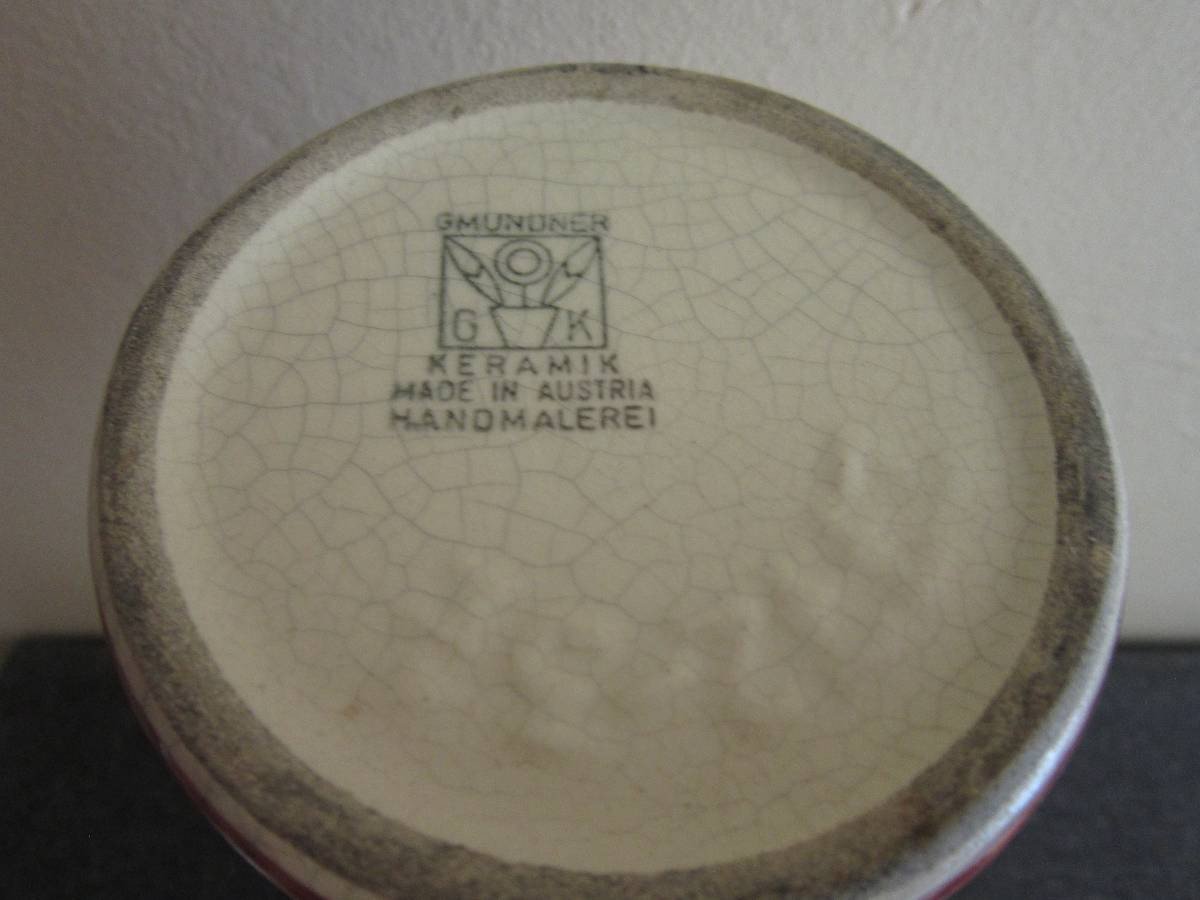 GMUNDNER
G K
KERAMIK
MADE IN AUSTRIA
HANDMALEREI